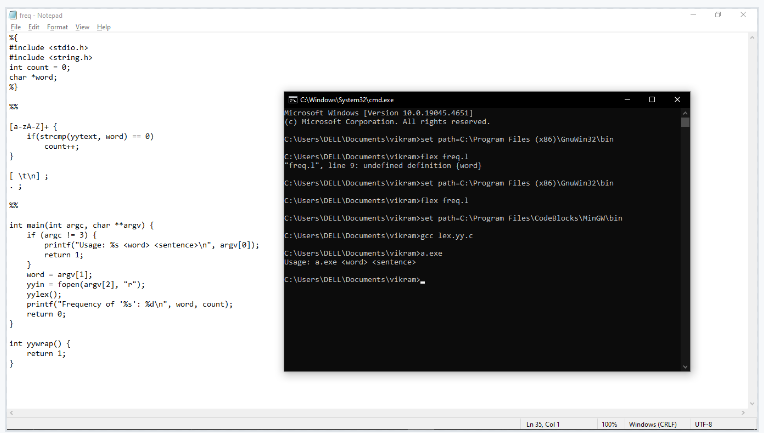 freq - Notepad
File Edit Format View Help
%{
#include <stdio.h>
#include <string.h>
int count = 0;
char *word;
%}
%%
[a-zA-Z]+ {
if(strcmp(yytext, word) == 0)
count++;
}
[ \t\n] ;
. ;
%%
int main(int argc, char **argv) {
if (argc != 3) {
printf("Usage: %s <word> <sentence>\n", argv[0]);
return 1;
}
word = argv[1];
yyin = fopen(argv[2], "r");
yylex();
printf("Frequency of '%s': %d\n", word, count);
return 0;
}
int yywrap() {
return 1;
}
C:\Windows\System32\cmd.exe
Microsoft Windows [Version 10.0.19045.4651]
(c) Microsoft Corporation. All rights reserved.
C:\Users\DELL\Documents\vikram>set path=C:\Program Files (x86)\GnuWin32\bin
C:\Users\DELL\Documents\vikram>flex freq.l
"freq.l", line 9: undefined definition {word}
C:\Users\DELL\Documents\vikram>set path=C:\Program Files (x86)\GnuWin32\bin
C:\Users\DELL\Documents\vikram>flex freq.l
C:\Users\DELL\Documents\vikram>set path=C:\Program Files\CodeBlocks\MinGW\bin
C:\Users\DELL\Documents\vikram>gcc lex.yy.c
C:\Users\DELL\Documents\vikram>a.exe
Usage: a.exe <word> <sentence>
C:\Users\DELL\Documents\vikram>
Ln 35, Col 1 100% Windows (CRLF) UTF-8